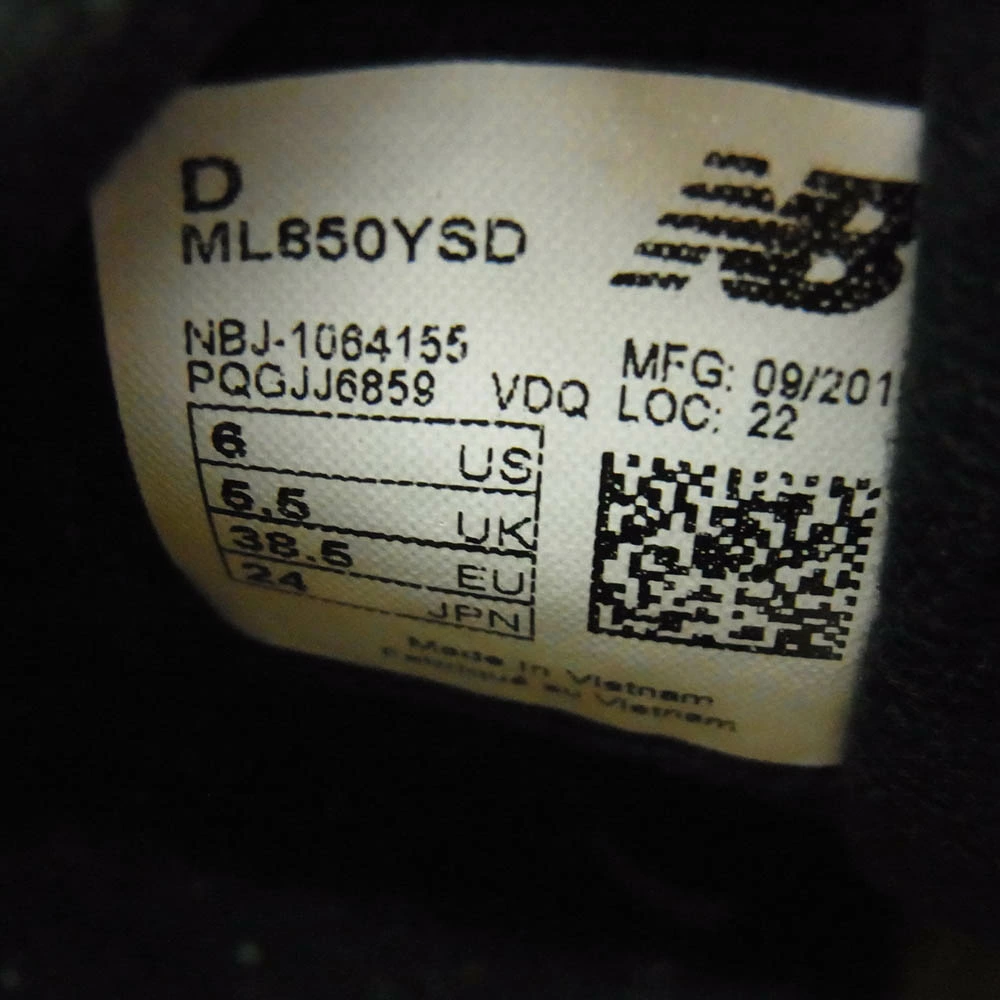 D
ML850YSD
NB
NBJ-1064155
PQGJJ6859 VDQ
MFG: 09/201
LOC: 22
6 US
5.5 UK
38.5 EU
24 JPN
Made in Vietnam
Fabriqué au Vietnam